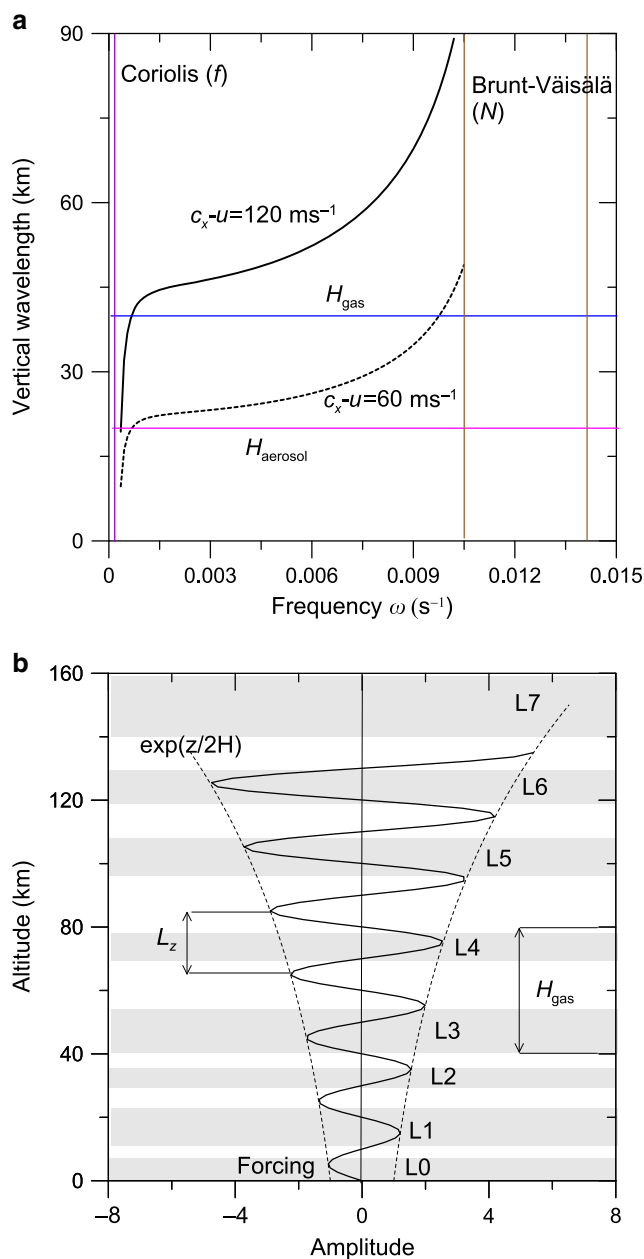 a
90
60
30
0
Vertical wavelength (km)
Coriolis (f)
Brunt-Väisälä
(N)
cₓ-u=120 ms⁻¹
H_gas
cₓ-u=60 ms⁻¹
H_aerosol
0 0.003 0.006 0.009 0.012 0.015
Frequency ω (s⁻¹)
b
160
120
80
40
0
Altitude (km)
exp(z/2H)
L7
L6
L5
L_z
L4
H_gas
L3
L2
L1
Forcing
L0
−8 −4 0 4 8
Amplitude